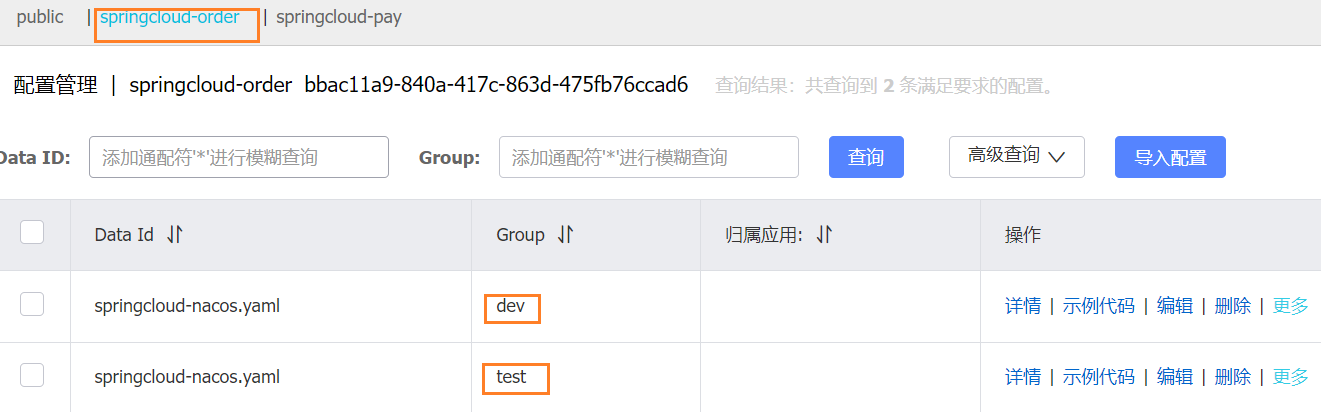 public | springcloud-order | springcloud-pay
配置管理 | springcloud-order bbac11a9-840a-417c-863d-475fb76ccad6 查询结果：共查询到 2 条满足要求的配置。
Data ID: 添加通配符'*'进行模糊查询 Group: 添加通配符'*'进行模糊查询 查询 高级查询 导入配置
Data Id Group 归属应用: 操作
springcloud-nacos.yaml dev 详情 | 示例代码 | 编辑 | 删除 | 更多
springcloud-nacos.yaml test 详情 | 示例代码 | 编辑 | 删除 | 更多